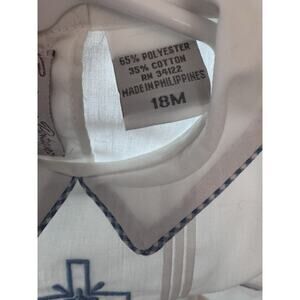 65% POLYESTER
35% COTTON
RN 34122
MADE IN PHILIPPINES
18M